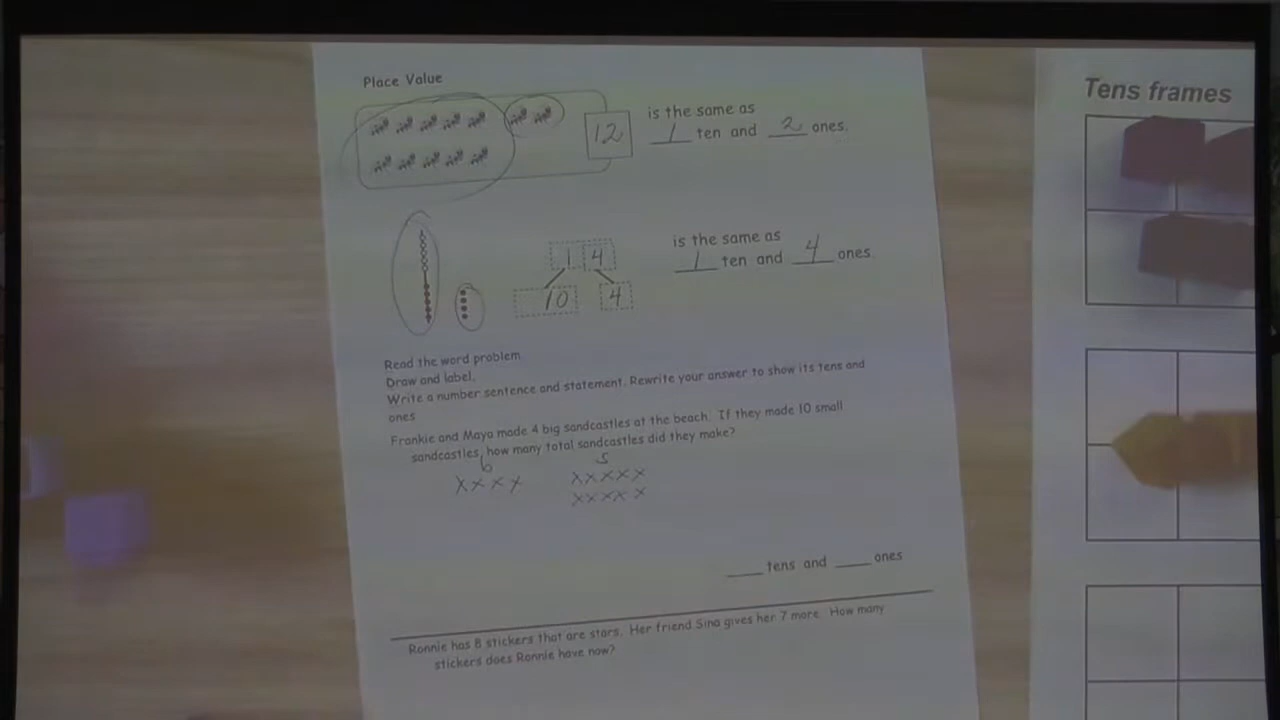 Place Value
Tens frames
12
is the same as
1 ten and 2 ones.
1 4
10 4
is the same as
1 ten and 4 ones.
Read the word problem.
Draw and label.
Write a number sentence and statement. Rewrite your answer to show its tens and
ones
Frankie and Maya made 4 big sandcastles at the beach. If they made 10 small
sandcastles, how many total sandcastles did they make?
b s
XXXX XXXXX
XXXXX
____ tens and ____ ones
Ronnie has 8 stickers that are stars. Her friend Sina gives her 7 more. How many
stickers does Ronnie have now?